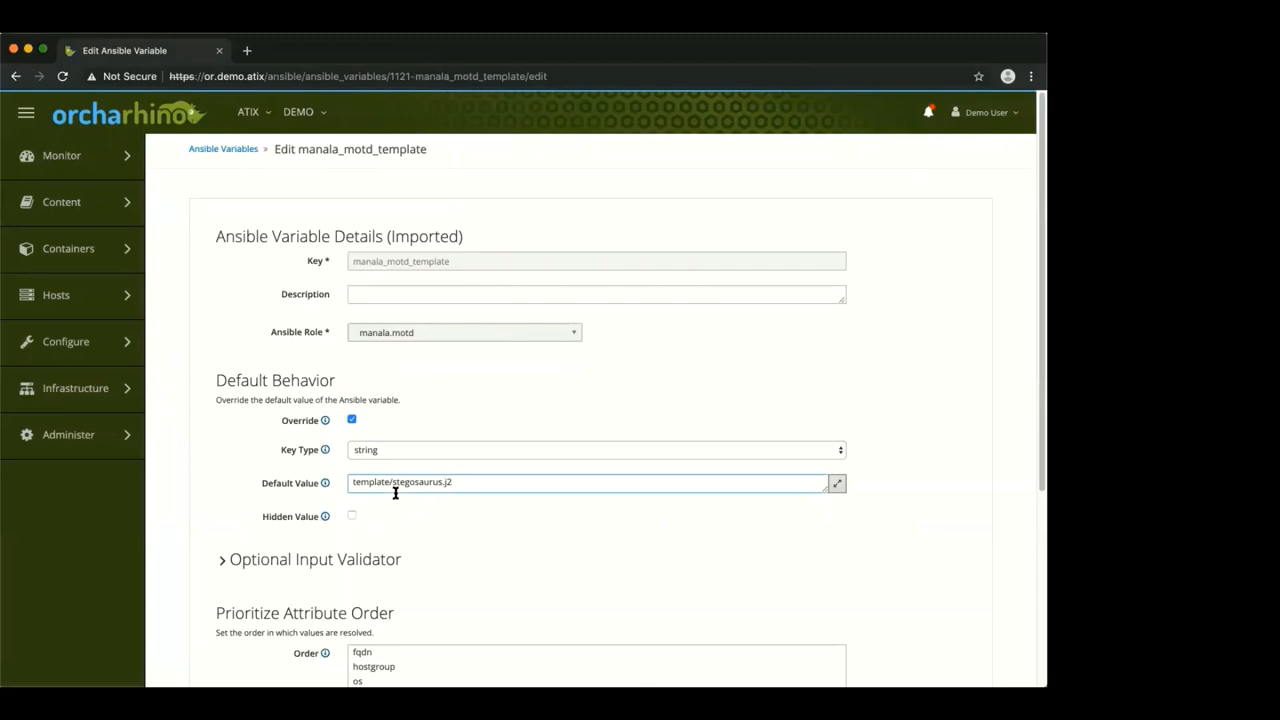 Edit Ansible Variable
Not Secure https://or.demo.atix/ansible/ansible_variables/1121-manala_motd_template/edit
orcharhino ATIX DEMO Demo User
Monitor
Content
Containers
Hosts
Configure
Infrastructure
Administer
Ansible Variables » Edit manala_motd_template
Ansible Variable Details (Imported)
Key * manala_motd_template
Description
Ansible Role * manala.motd
Default Behavior
Override the default value of the Ansible variable.
Override
Key Type string
Default Value template/stegosaurus.j2
Hidden Value
Optional Input Validator
Prioritize Attribute Order
Set the order in which values are resolved.
Order fqdn
hostgroup
os